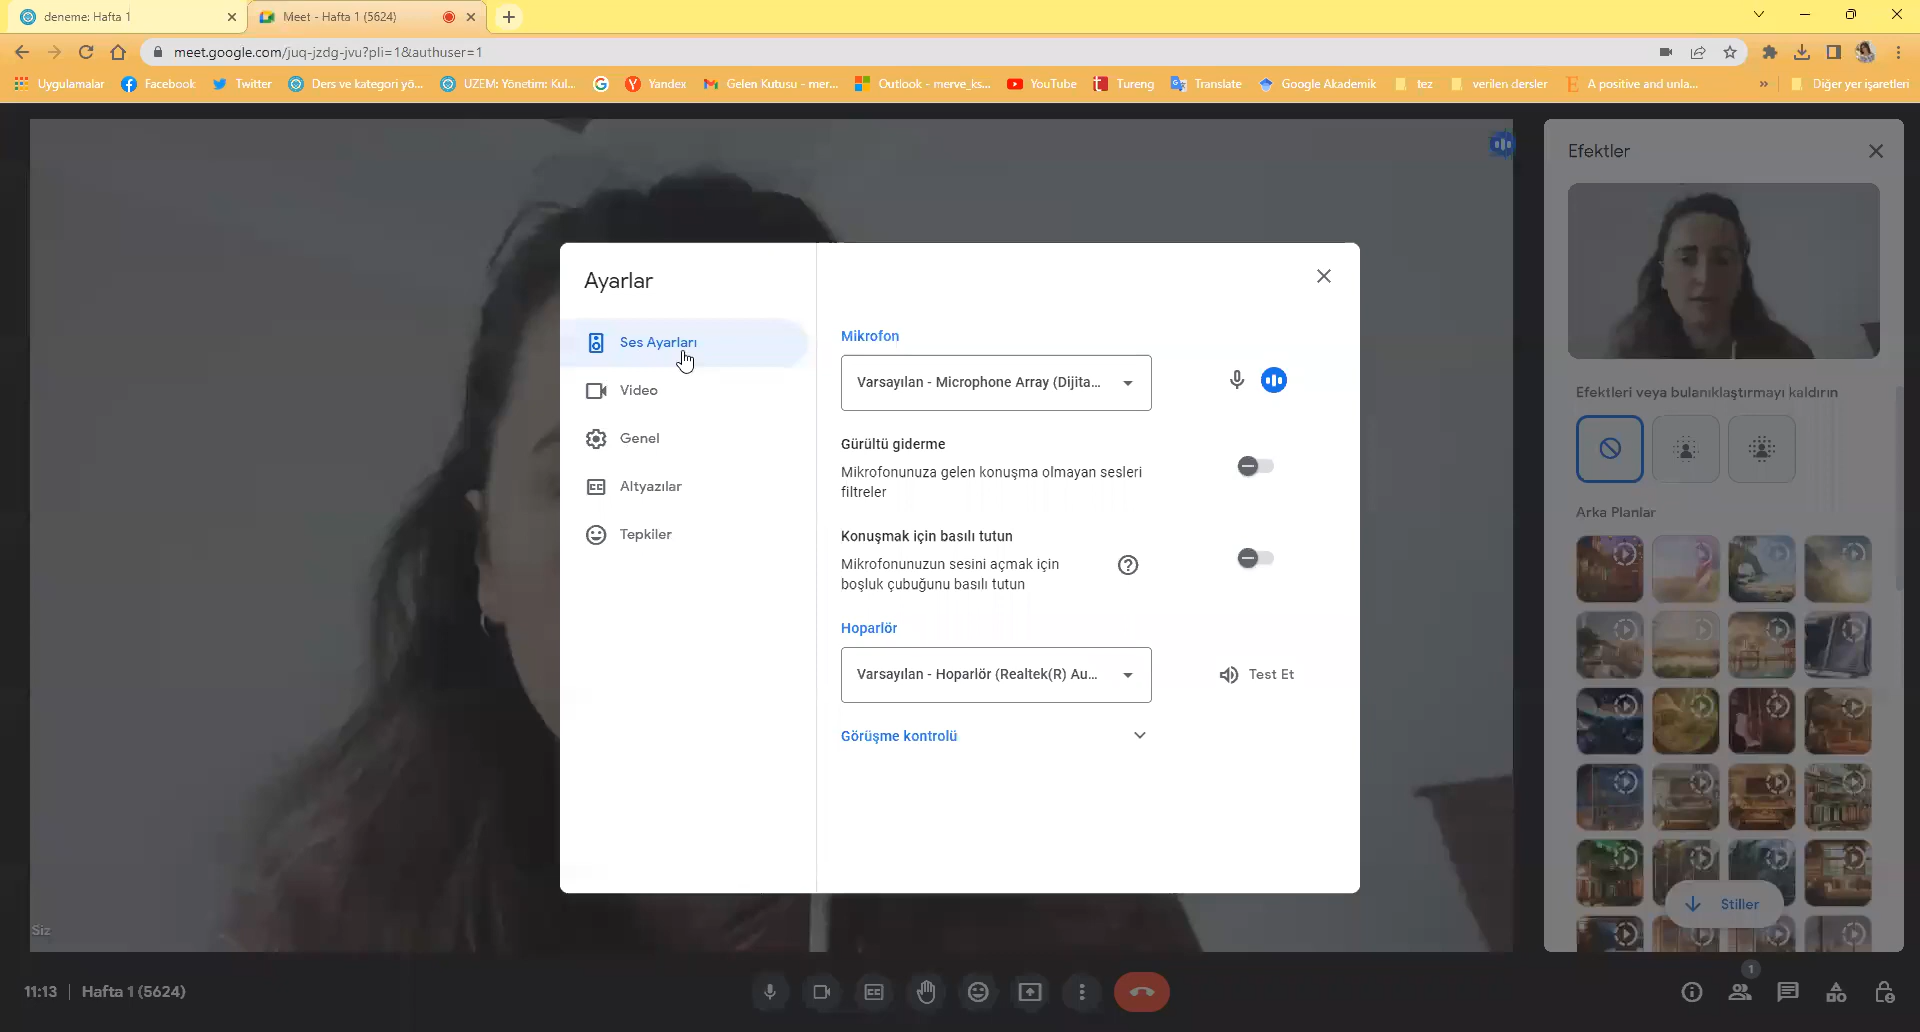 deneme: Hafta 1
Meet - Hafta 1 (5624)
meet.google.com/juq-jzdg-jvu?pli=1&authuser=1
Uygulamalar
Facebook
Twitter
Ders ve kategori yö...
UZEM: Yönetim: Kul...
Yandex
Gelen Kutusu - mer...
Outlook - merve_ks...
YouTube
Tureng
Translate
Google Akademik
tez
verilen dersler
A positive and unla...
»
Diğer yer işaretleri
Ayarlar
Ses Ayarları
Video
Genel
Altyazılar
Tepkiler
Mikrofon
Varsayılan - Microphone Array (Dijita...
Gürültü giderme
Mikrofonunuza gelen konuşma olmayan sesleri
filtreler
Konuşmak için basılı tutun
Mikrofonunuzun sesini açmak için
boşluk çubuğunu basılı tutun
Hoparlör
Varsayılan - Hoparlör (Realtek(R) Au...
Test Et
Görüşme kontrolü
Efektler
Efektleri veya bulanıklaştırmayı kaldırın
Arka Planlar
Stiller
Siz
11:13 | Hafta 1 (5624)
1